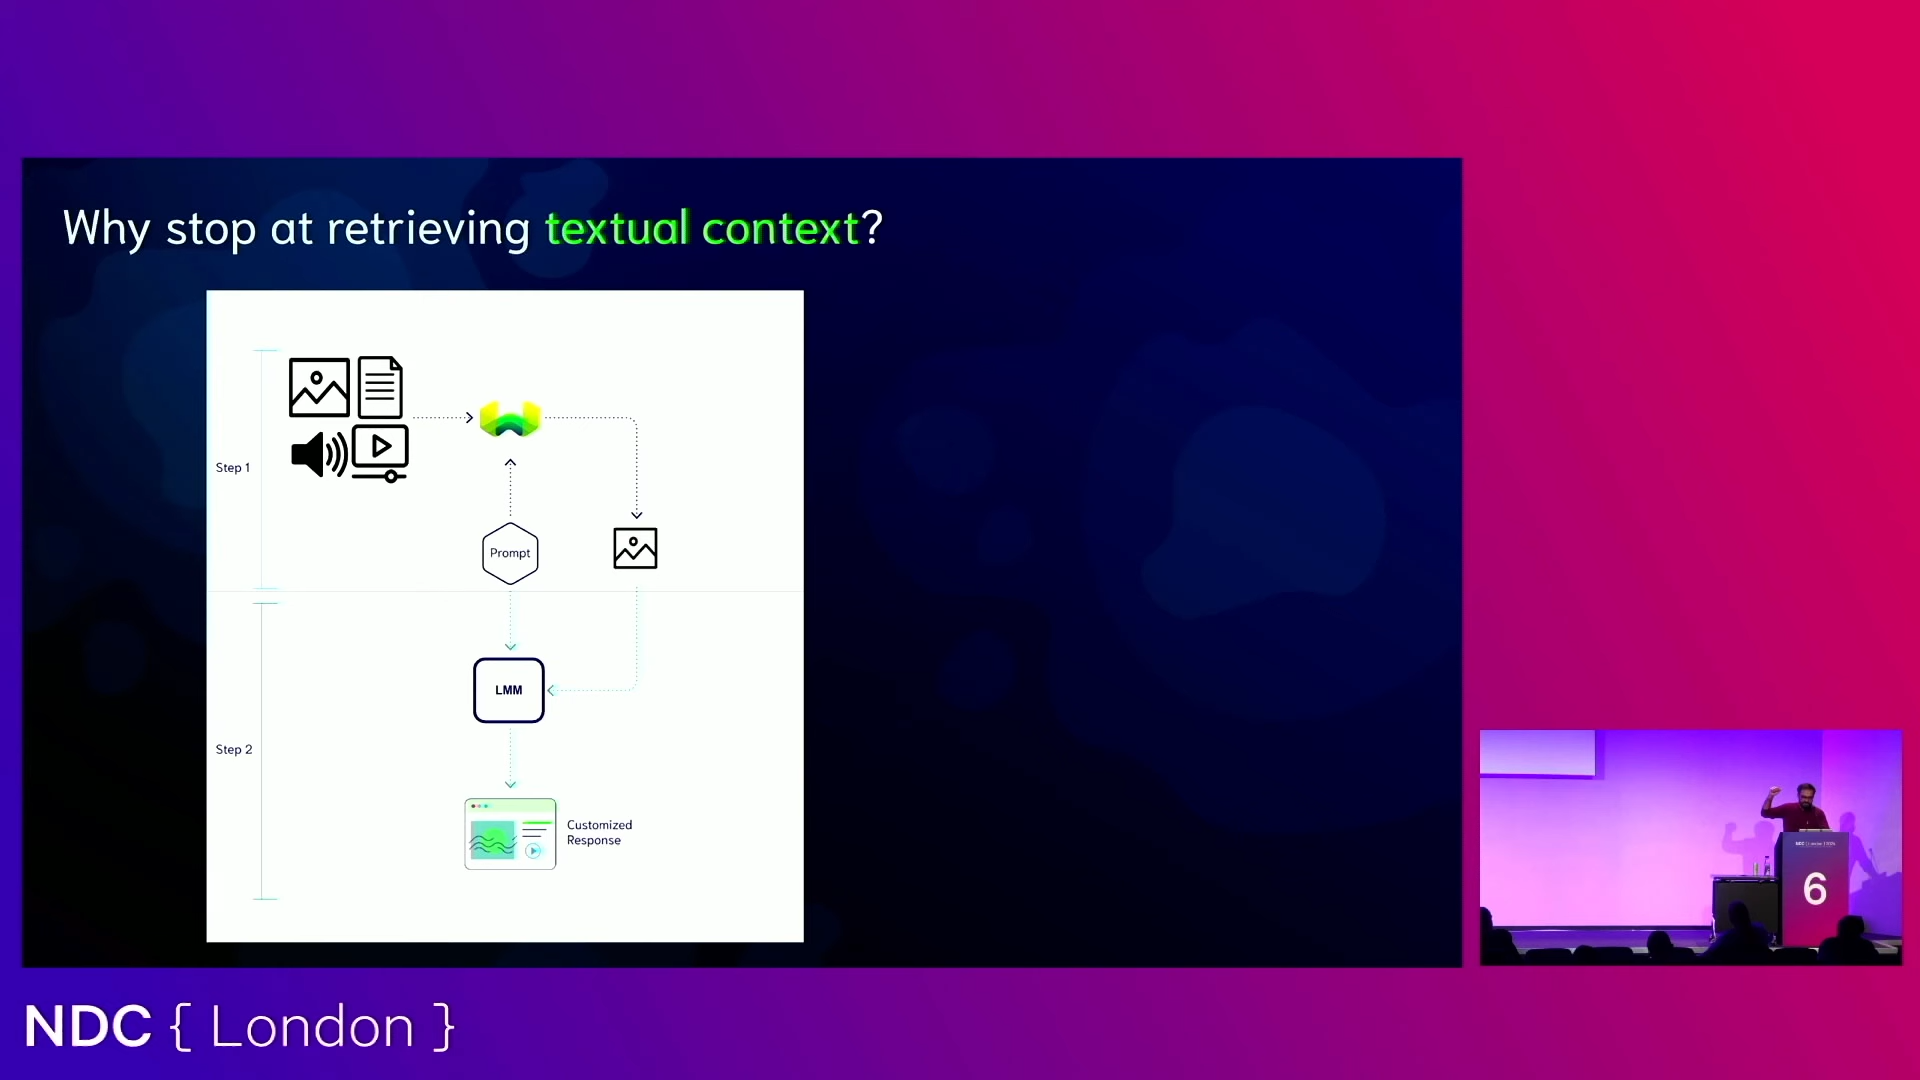 Why stop at retrieving textual context?
Step 1
Prompt
LMM
Step 2
Customized
Response
6
NDC { London }